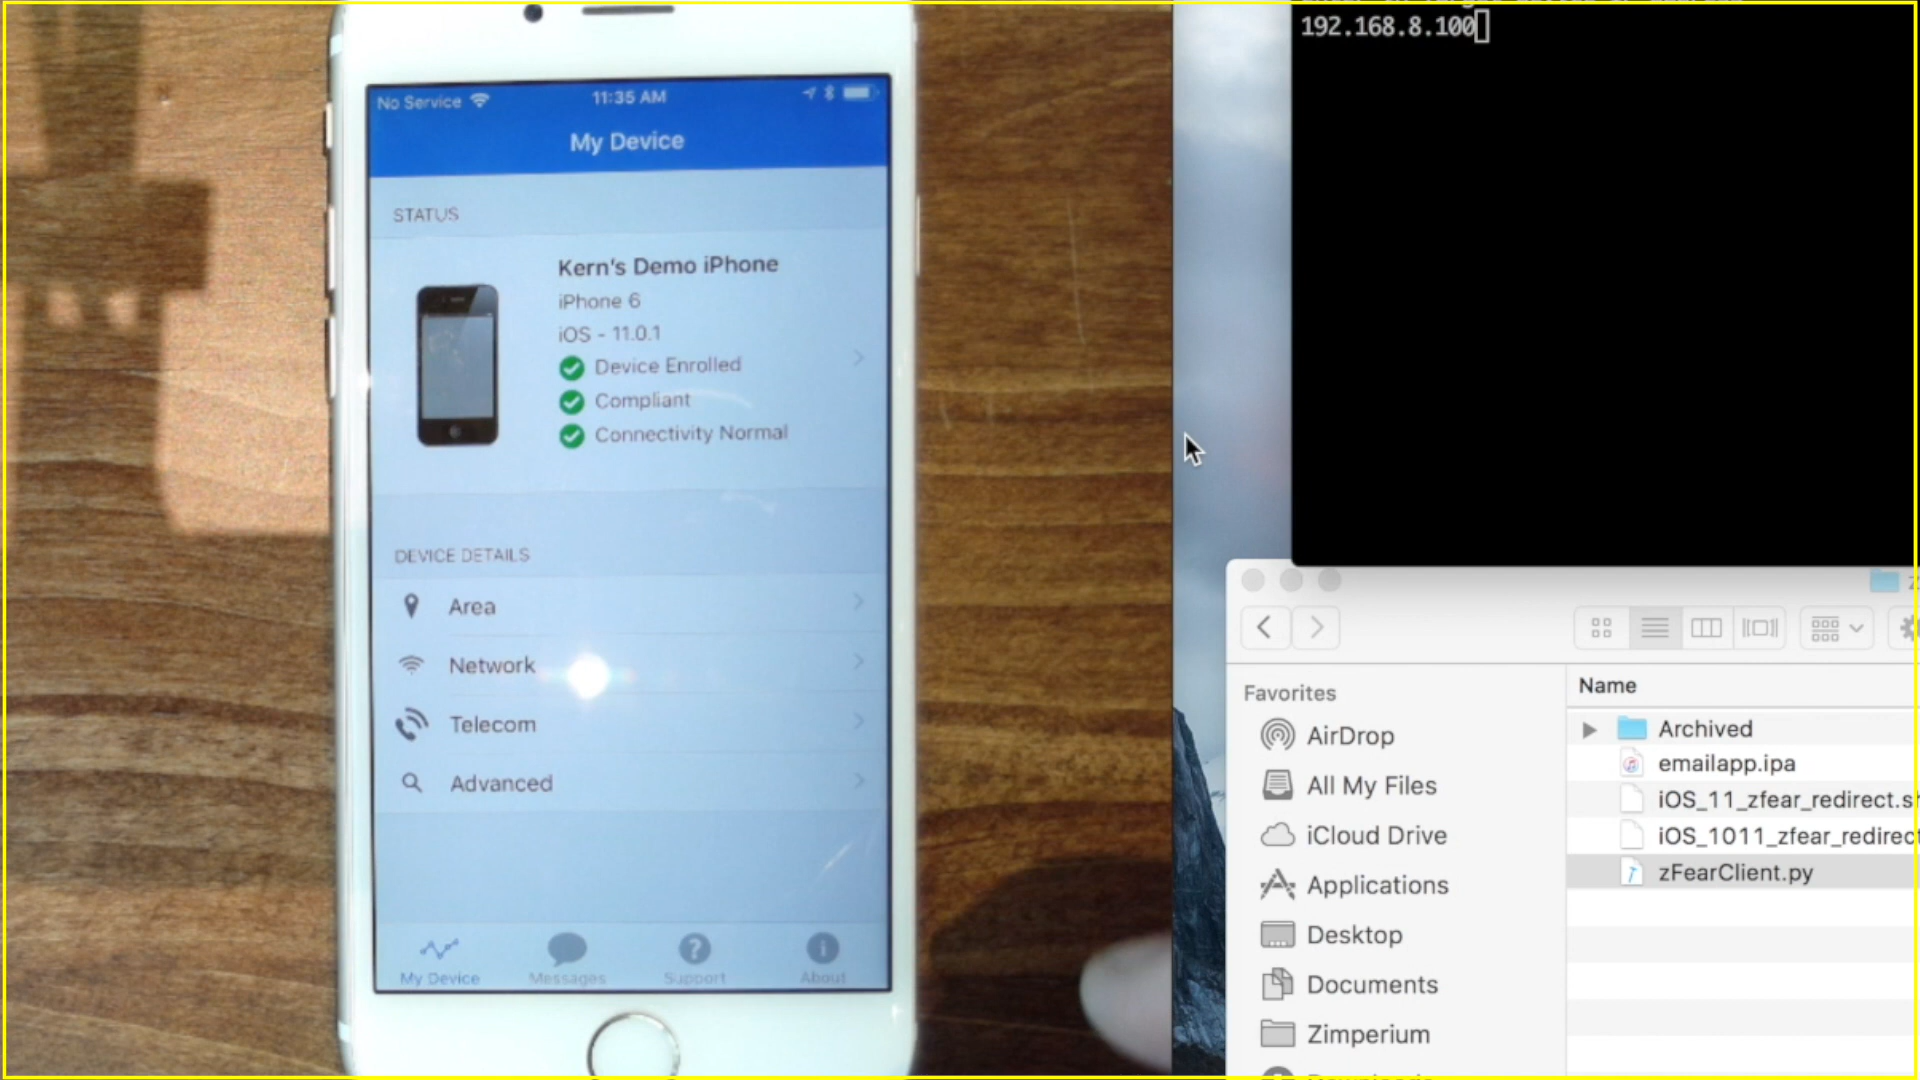 No Service
11:35 AM
My Device
STATUS
Kern's Demo iPhone
iPhone 6
iOS - 11.0.1
Device Enrolled
Compliant
Connectivity Normal
DEVICE DETAILS
Area
Network
Telecom
Advanced
My Device
Messages
Support
About
192.168.8.100
Favorites
AirDrop
All My Files
iCloud Drive
Applications
Desktop
Documents
Zimperium
Name
Archived
emailapp.ipa
iOS_11_zfear_redirect.s
iOS_1011_zfear_redirec
zFearClient.py